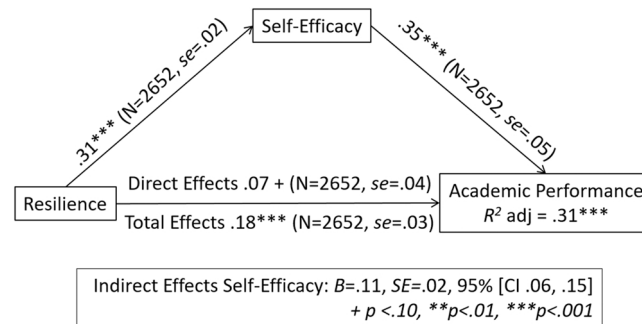 Self-Efficacy
.31*** (N=2652, se=.02)
.35*** (N=2652, se=.05)
Direct Effects .07 + (N=2652, se=.04)
Resilience
Total Effects .18*** (N=2652, se=.03)
Academic Performance
R² adj = .31***
Indirect Effects Self-Efficacy: B=.11, SE=.02, 95% [CI .06, .15]
+ p <.10, **p<.01, ***p<.001